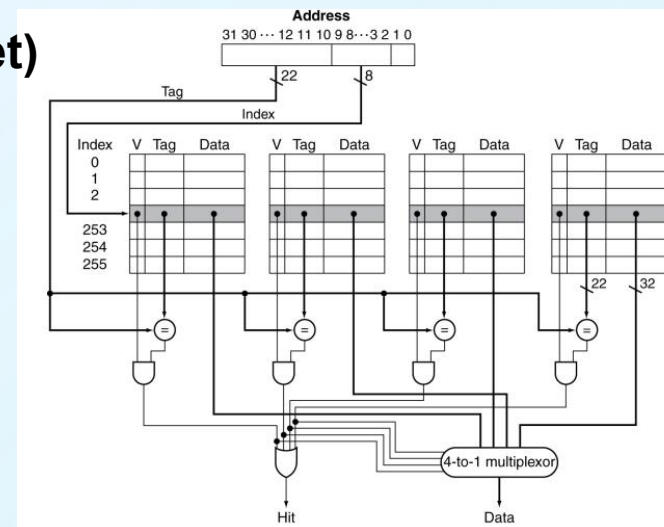 et)
Address
31 30 ··· 12 11 10 9 8···3 2 1 0
22
8
Tag
Index
Index V Tag Data V Tag Data V Tag Data V Tag Data
0
1
2
253
254
255
22
32
= = = =
4-to-1 multiplexor
Hit
Data